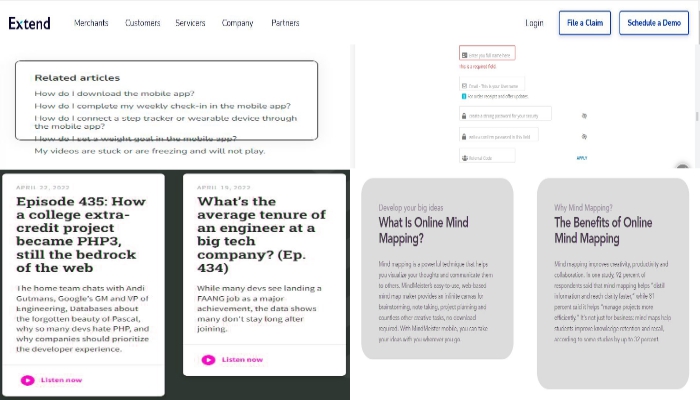 Extend
Merchants Customers Servicers Company Partners
Login File a Claim Schedule a Demo
Related articles
How do I download the mobile app?
How do I complete my weekly check-in in the mobile app?
How do I connect a step tracker or wearable device through
the mobile app?
How do I set a weight goal in the mobile app?
My videos are stuck or are freezing and will not play.
Enter you full name here
This is a required field.
For order receipt and offer updates
Create a strong password for your security
Referral Code
APPLY
APRIL 22, 2022
Episode 435: How
a college extra-
credit project
became PHP3,
still the bedrock
of the web
The home team chats with Andi
Gutmans, Google's GM and VP of
Engineering, Databases about
the forgotten beauty of Pascal,
why so many devs hate PHP, and
why companies should prioritize
the developer experience.
Listen now
APRIL 19, 2022
What's the
average tenure of
an engineer at a
big tech
company? (Ep.
434)
While many devs see landing a
FAANG job as a major
achievement, the data shows
many don't stay long after
joining.
Listen now
Develop your big ideas
What Is Online Mind
Mapping?
Mind mapping is a powerful technique that helps
you visualize your thoughts and communicate them
to others. MindMeister's easy-to-use, web-based
mind map maker provides an infinite canvas for
brainstorming, note-taking, project planning and
countless other creative tasks, no download
required. With MindMeister mobile, you can take
your ideas with you wherever you go.
Why Mind Mapping?
The Benefits of Online
Mind Mapping
Mind mapping improves creativity, productivity and
collaboration. In one study, 92 percent of
respondents said that mind mapping helps "distill
information and reach clarity faster," while 81
percent said it helps "manage projects more
efficiently." It's not just for business: mind maps help
students improve knowledge retention and recall,
according to some studies by up to 32 percent.